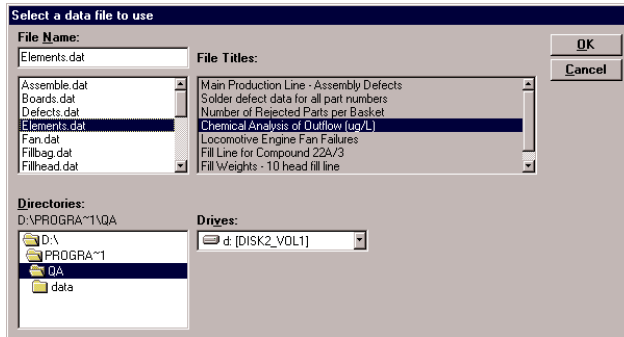 Select a data file to use
File Name:
Elements.dat
File Titles:
OK
Cancel
Assemble.dat
Boards.dat
Defects.dat
Elements.dat
Fan.dat
Fillbag.dat
Fillhead.dat
Main Production Line - Assembly Defects
Solder defect data for all part numbers
Number of Rejected Parts per Basket
Chemical Analysis of Outflow (ug/L)
Locomotive Engine Fan Failures
Fill Line for Compound 22A/3
Fill Weights - 10 head fill line
Directories:
D:\PROGRA~1\QA
D:\
PROGRA~1
QA
data
Drives:
d: [DISK2_VOL1]